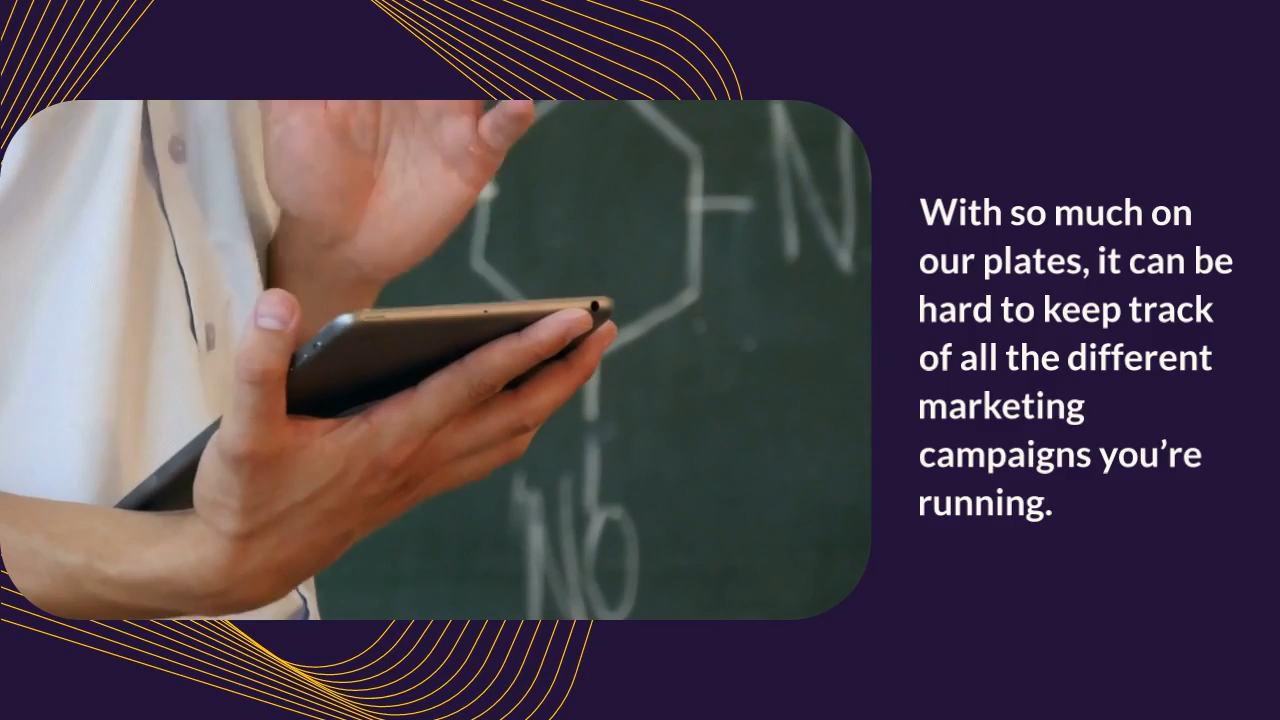 With so much on
our plates, it can be
hard to keep track
of all the different
marketing
campaigns you’re
running.
N
NO